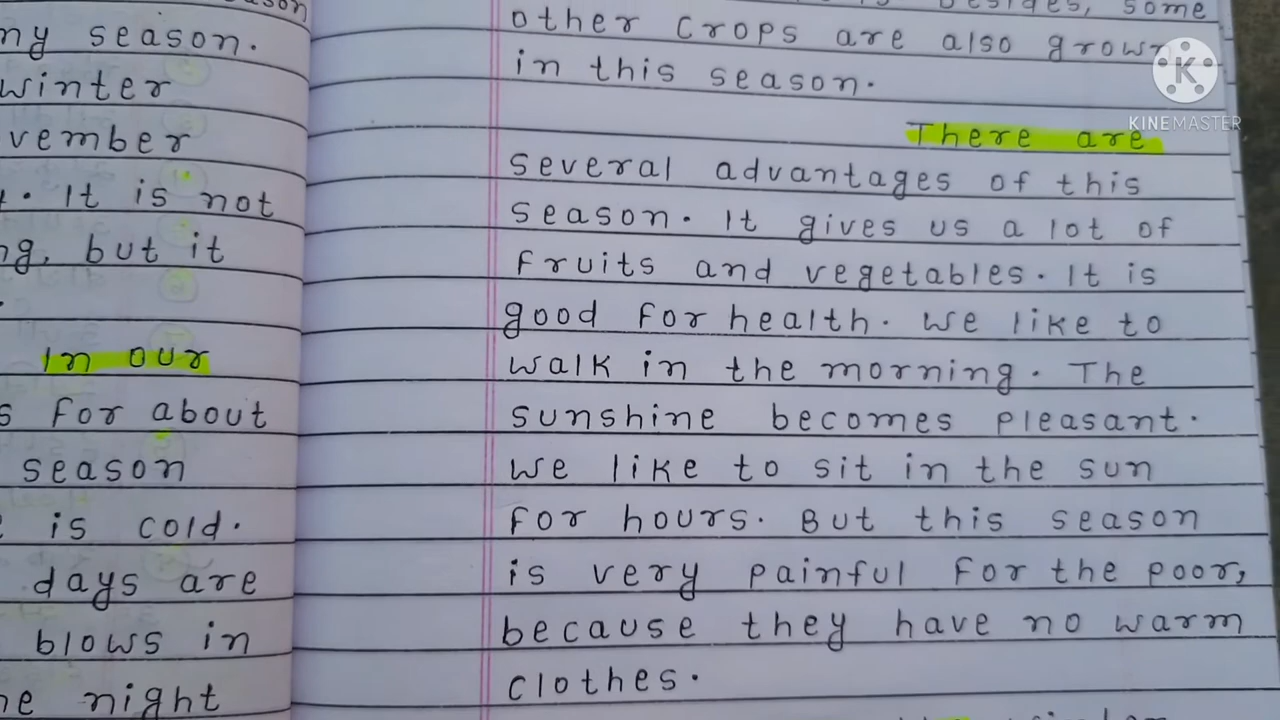 ny season.
winter
vember
t. It is not
ng, but it
In our
s for about
season
e is cold.
days are
blows in
he night
besides, some
other crops are also grown
in this season.
There are
several advantages of this
season. It gives us a lot of
fruits and vegetables. It is
good for health. We like to
walk in the morning. The
sunshine becomes pleasant.
We like to sit in the sun
for hours. But this season
is very painful for the poor,
because they have no warm
clothes.
K
KINEMASTER